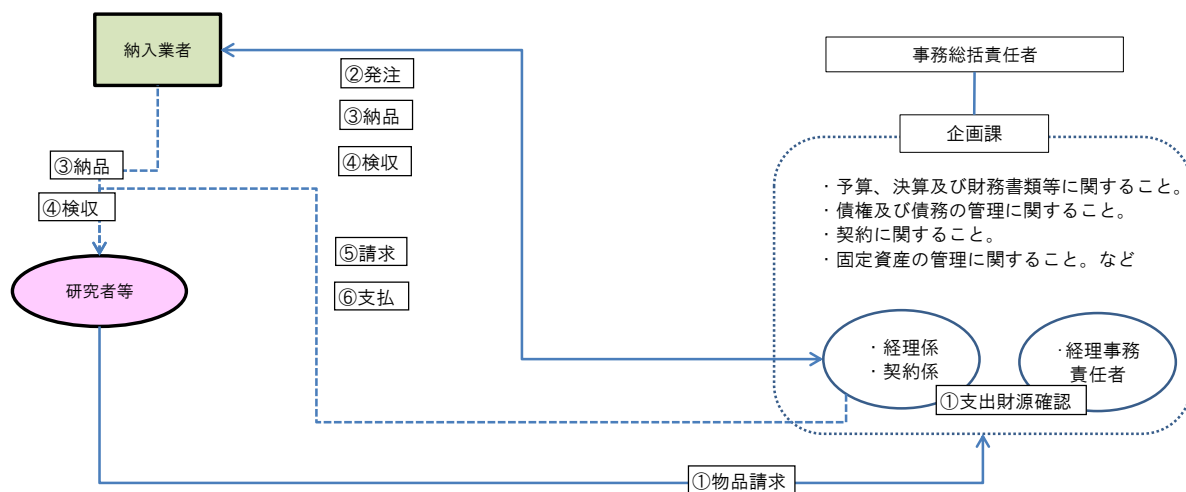 納入業者
②発注
③納品
④検収
⑤請求
⑥支払
③納品
④検収
研究者等
事務総括責任者
企画課
・予算、決算及び財務書類等に関すること。
・債権及び債務の管理に関すること。
・契約に関すること。
・固定資産の管理に関すること。など
・経理係
・契約係
・経理事務
責任者
①支出財源確認
①物品請求